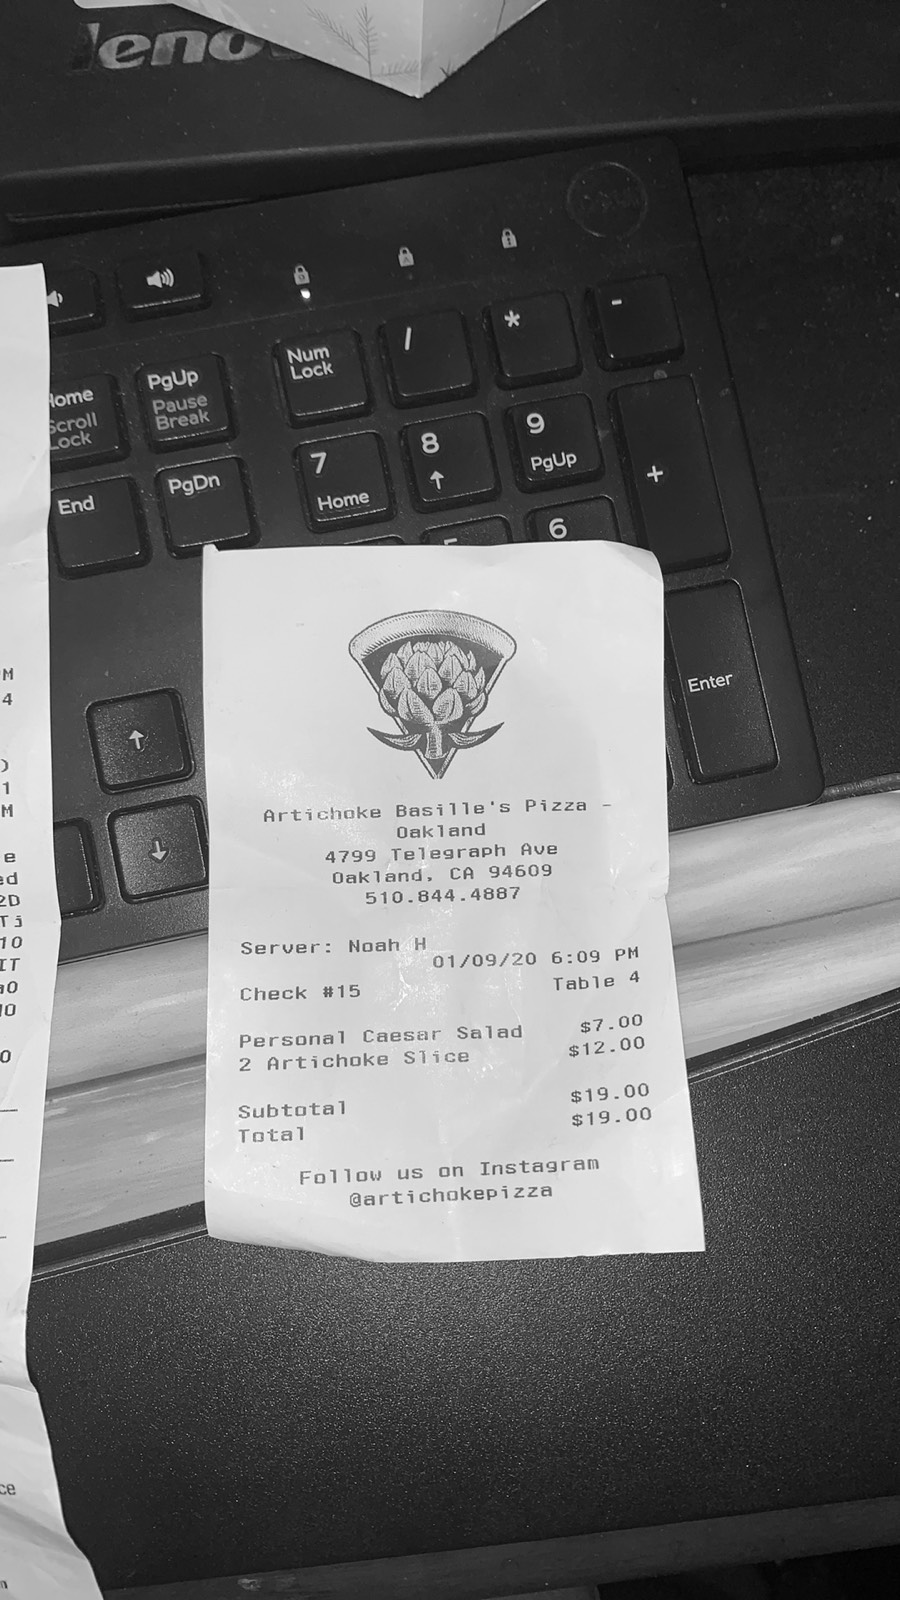 leno
Num
Lock
/
*
-
Home
Scroll
Lock
PgUp
Pause
Break
7
Home
8
↑
9
PgUp
+
End
PgDn
6
Enter
↑
↓
Artichoke Basille's Pizza -
Oakland
4799 Telegraph Ave
Oakland, CA 94609
510.844.4887
Server: Noah H
01/09/20 6:09 PM
Check #15 Table 4
Personal Caesar Salad $7.00
2 Artichoke Slice $12.00
Subtotal $19.00
Total $19.00
Follow us on Instagram
@artichokepizza
M
4
1
M
e
ed
2D
Tj
10
IT
0
ce